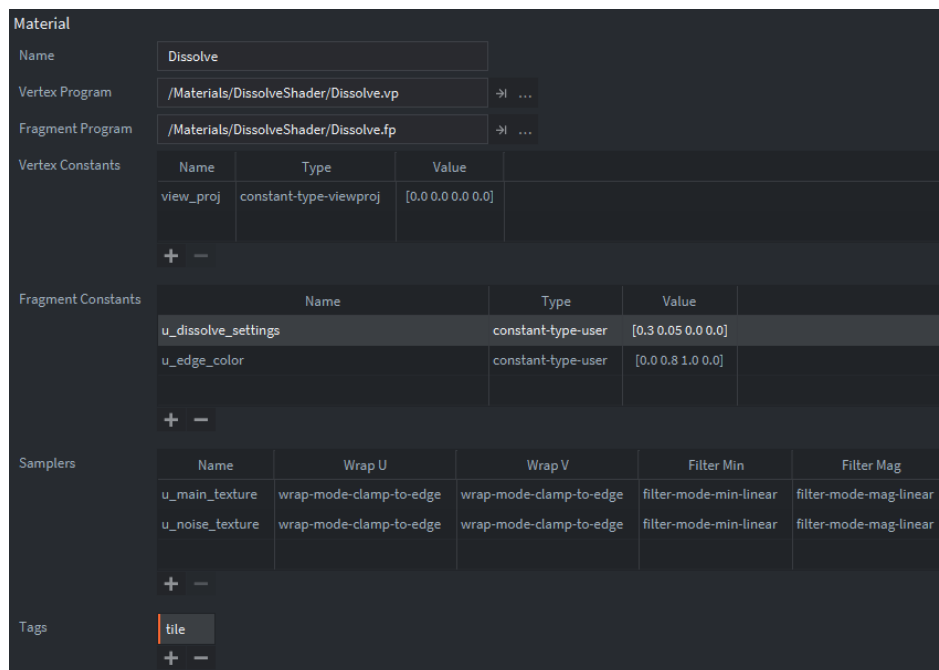 Material
Name Dissolve
Vertex Program /Materials/DissolveShader/Dissolve.vp ...
Fragment Program /Materials/DissolveShader/Dissolve.fp ...
Vertex Constants Name Type Value
view_proj constant-type-viewproj [0.0 0.0 0.0 0.0]
+ −
Fragment Constants Name Type Value
u_dissolve_settings constant-type-user [0.3 0.05 0.0 0.0]
u_edge_color constant-type-user [0.0 0.8 1.0 0.0]
+ −
Samplers Name Wrap U Wrap V Filter Min Filter Mag
u_main_texture wrap-mode-clamp-to-edge wrap-mode-clamp-to-edge filter-mode-min-linear filter-mode-mag-linear
u_noise_texture wrap-mode-clamp-to-edge wrap-mode-clamp-to-edge filter-mode-min-linear filter-mode-mag-linear
+ −
Tags tile
+ −